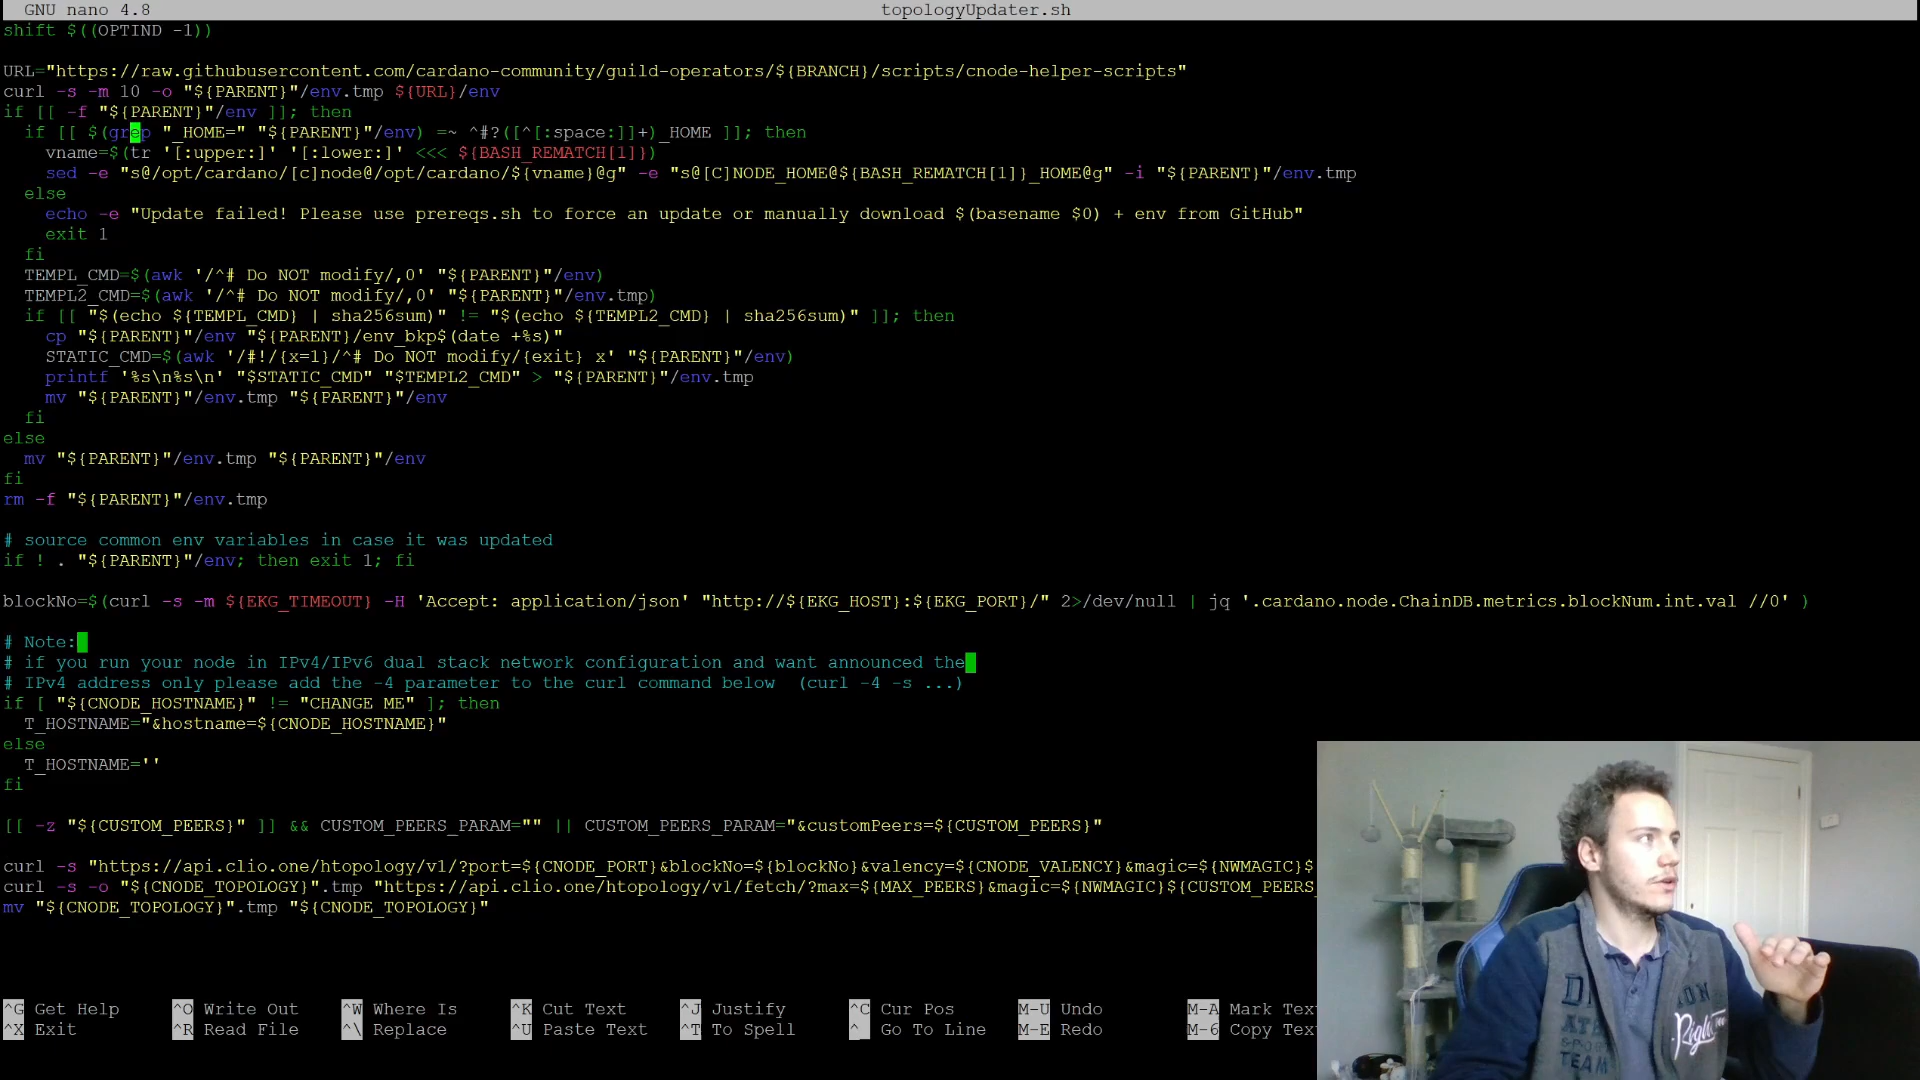 GNU nano 4.8 topologyUpdater.sh
shift $((OPTIND -1))
URL="https://raw.githubusercontent.com/cardano-community/guild-operators/${BRANCH}/scripts/cnode-helper-scripts"
curl -s -m 10 -o "${PARENT}"/env.tmp ${URL}/env
if [[ -f "${PARENT}"/env ]]; then
  if [[ $(grep "_HOME=" "${PARENT}"/env) =~ ^#?([^[:space:]]+)_HOME ]]; then
    vname=$(tr '[:upper:]' '[:lower:]' <<< ${BASH_REMATCH[1]})
    sed -e "s@/opt/cardano/[c]node@/opt/cardano/${vname}@g" -e "s@[C]NODE_HOME@${BASH_REMATCH[1]}_HOME@g" -i "${PARENT}"/env.tmp
  else
    echo -e "Update failed! Please use prereqs.sh to force an update or manually download $(basename $0) + env from GitHub"
    exit 1
  fi
  TEMPL_CMD=$(awk '/^# Do NOT modify/,0' "${PARENT}"/env)
  TEMPL2_CMD=$(awk '/^# Do NOT modify/,0' "${PARENT}"/env.tmp)
  if [[ "$(echo ${TEMPL_CMD} | sha256sum)" != "$(echo ${TEMPL2_CMD} | sha256sum)" ]]; then
    cp "${PARENT}"/env "${PARENT}/env_bkp$(date +%s)"
    STATIC_CMD=$(awk '/#!/{x=1}/^# Do NOT modify/{exit} x' "${PARENT}"/env)
    printf '%s\n%s\n' "$STATIC_CMD" "$TEMPL2_CMD" > "${PARENT}"/env.tmp
    mv "${PARENT}"/env.tmp "${PARENT}"/env
  fi
else
  mv "${PARENT}"/env.tmp "${PARENT}"/env
fi
rm -f "${PARENT}"/env.tmp
# source common env variables in case it was updated
if ! . "${PARENT}"/env; then exit 1; fi
blockNo=$(curl -s -m ${EKG_TIMEOUT} -H 'Accept: application/json' "http://${EKG_HOST}:${EKG_PORT}/" 2>/dev/null | jq '.cardano.node.ChainDB.metrics.blockNum.int.val //0' )
# Note:
# if you run your node in IPv4/IPv6 dual stack network configuration and want announced the
# IPv4 address only please add the -4 parameter to the curl command below  (curl -4 -s ...)
if [ "${CNODE_HOSTNAME}" != "CHANGE ME" ]; then
  T_HOSTNAME="&hostname=${CNODE_HOSTNAME}"
else
  T_HOSTNAME=''
fi
[[ -z "${CUSTOM_PEERS}" ]] && CUSTOM_PEERS_PARAM="" || CUSTOM_PEERS_PARAM="&customPeers=${CUSTOM_PEERS}"
curl -s "https://api.clio.one/htopology/v1/?port=${CNODE_PORT}&blockNo=${blockNo}&valency=${CNODE_VALENCY}&magic=${NWMAGIC}$
curl -s -o "${CNODE_TOPOLOGY}".tmp "https://api.clio.one/htopology/v1/fetch/?max=${MAX_PEERS}&magic=${NWMAGIC}${CUSTOM_PEERS
mv "${CNODE_TOPOLOGY}".tmp "${CNODE_TOPOLOGY}"
^G Get Help ^O Write Out ^W Where Is ^K Cut Text ^J Justify ^C Cur Pos M-U Undo M-A Mark Tex
^X Exit ^R Read File ^\ Replace ^U Paste Text ^T To Spell ^_ Go To Line M-E Redo M-6 Copy Tex